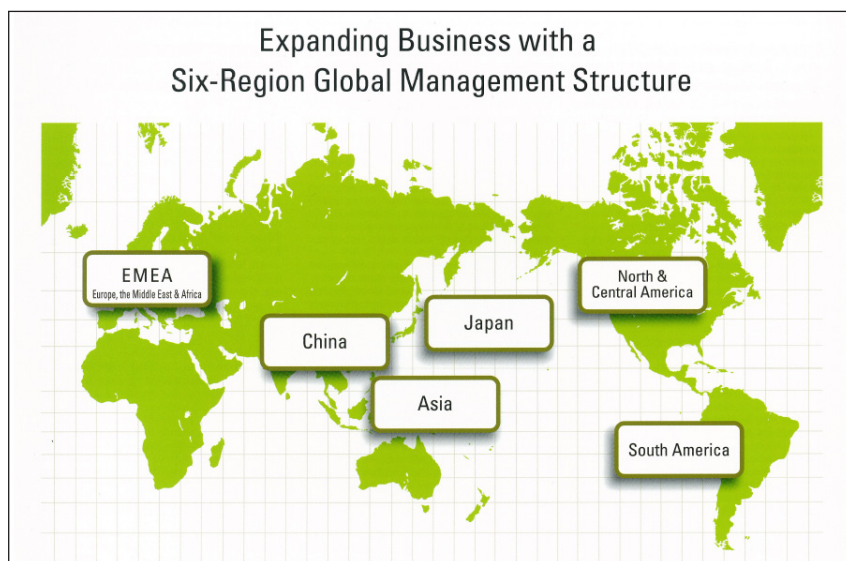 Expanding Business with a
Six-Region Global Management Structure
EMEA
Europe, the Middle East & Africa
North &
Central America
China
Japan
Asia
South America